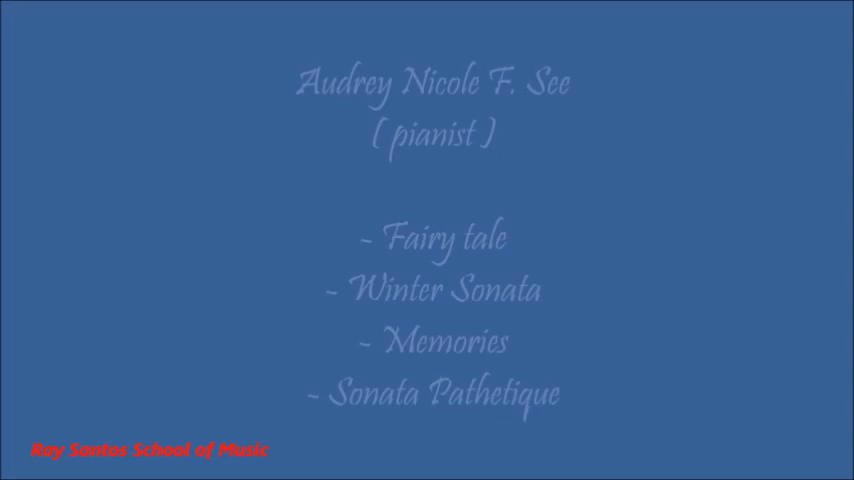 Audrey Nicole F. See
( pianist )
- Fairy tale
- Winter Sonata
- Memories
- Sonata Pathetique
Ray Santos School of Music